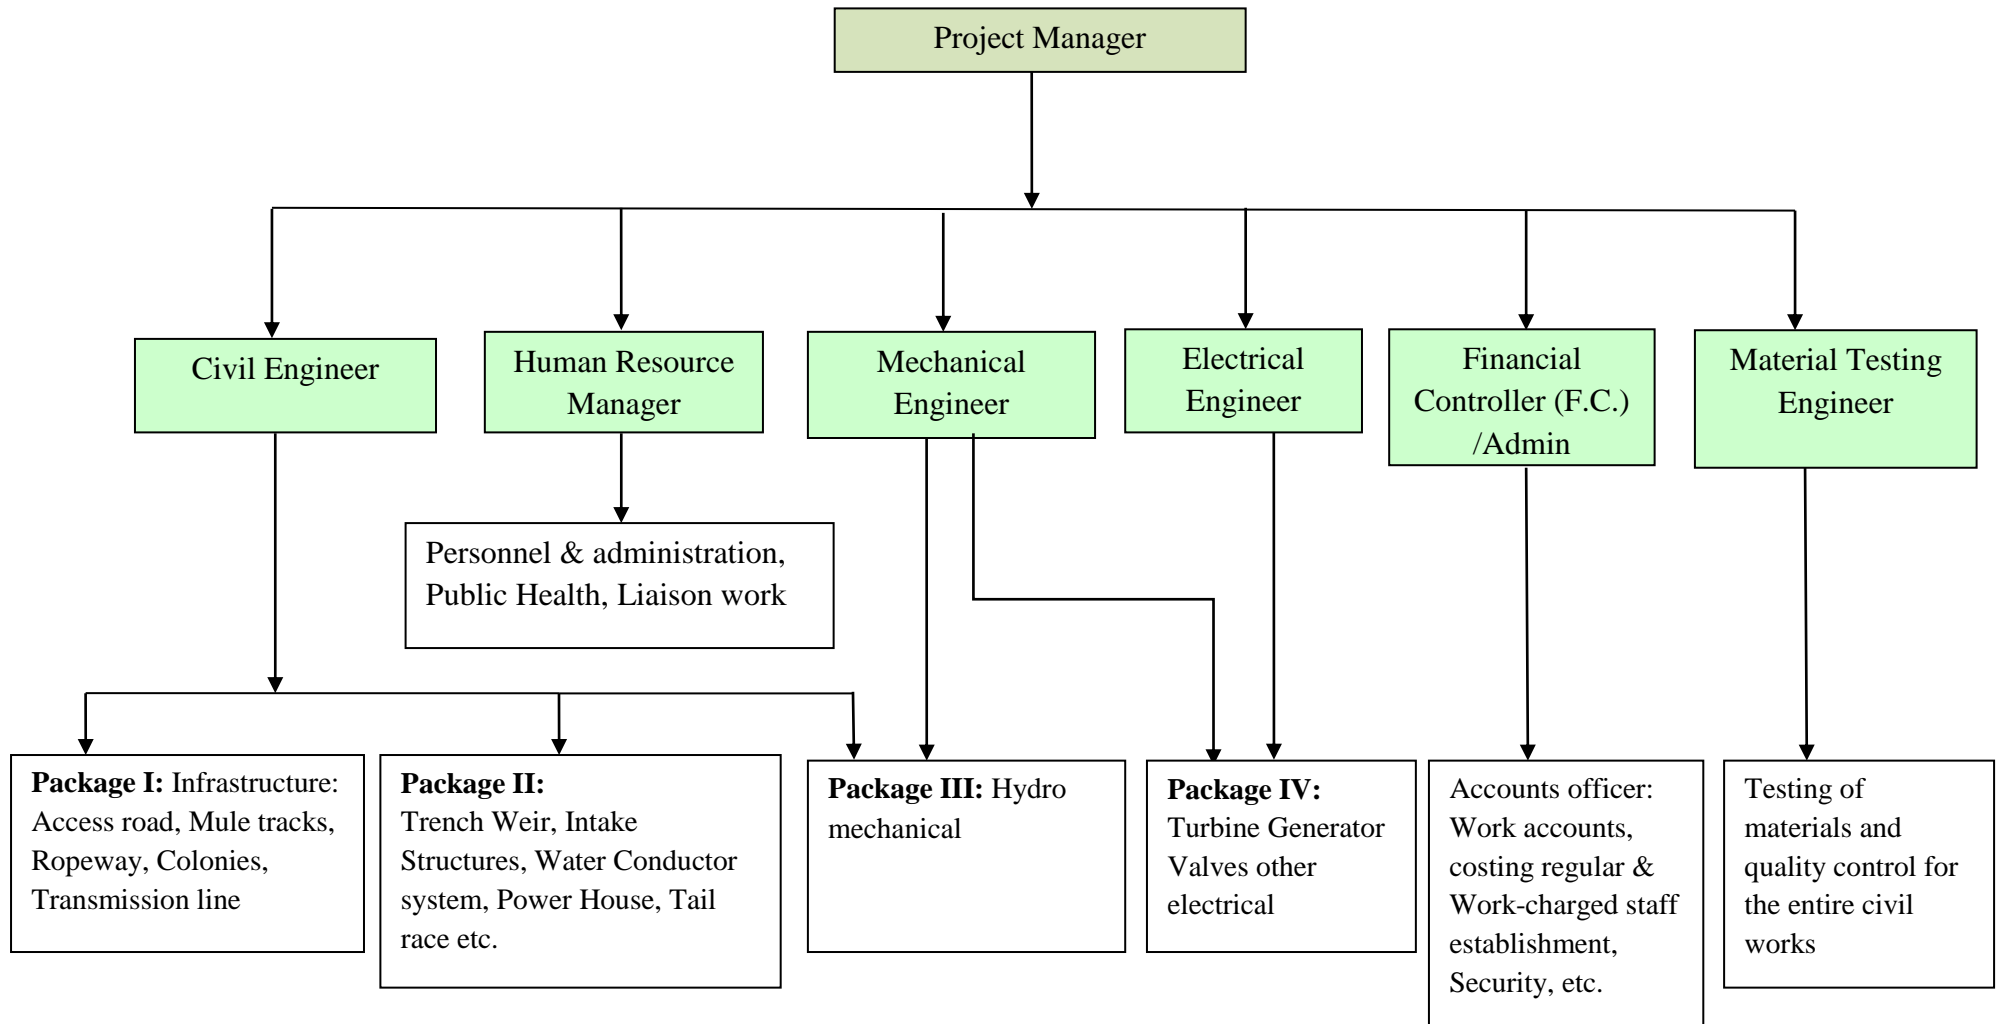 Project Manager
Civil Engineer
Human Resource
Manager
Mechanical
Engineer
Electrical
Engineer
Financial
Controller (F.C.)
/Admin
Material Testing
Engineer
Personnel & administration,
Public Health, Liaison work
Package I: Infrastructure:
Access road, Mule tracks,
Ropeway, Colonies,
Transmission line
Package II:
Trench Weir, Intake
Structures, Water Conductor
system, Power House, Tail
race etc.
Package III: Hydro
mechanical
Package IV:
Turbine Generator
Valves other
electrical
Accounts officer:
Work accounts,
costing regular &
Work-charged staff
establishment,
Security, etc.
Testing of
materials and
quality control for
the entire civil
works